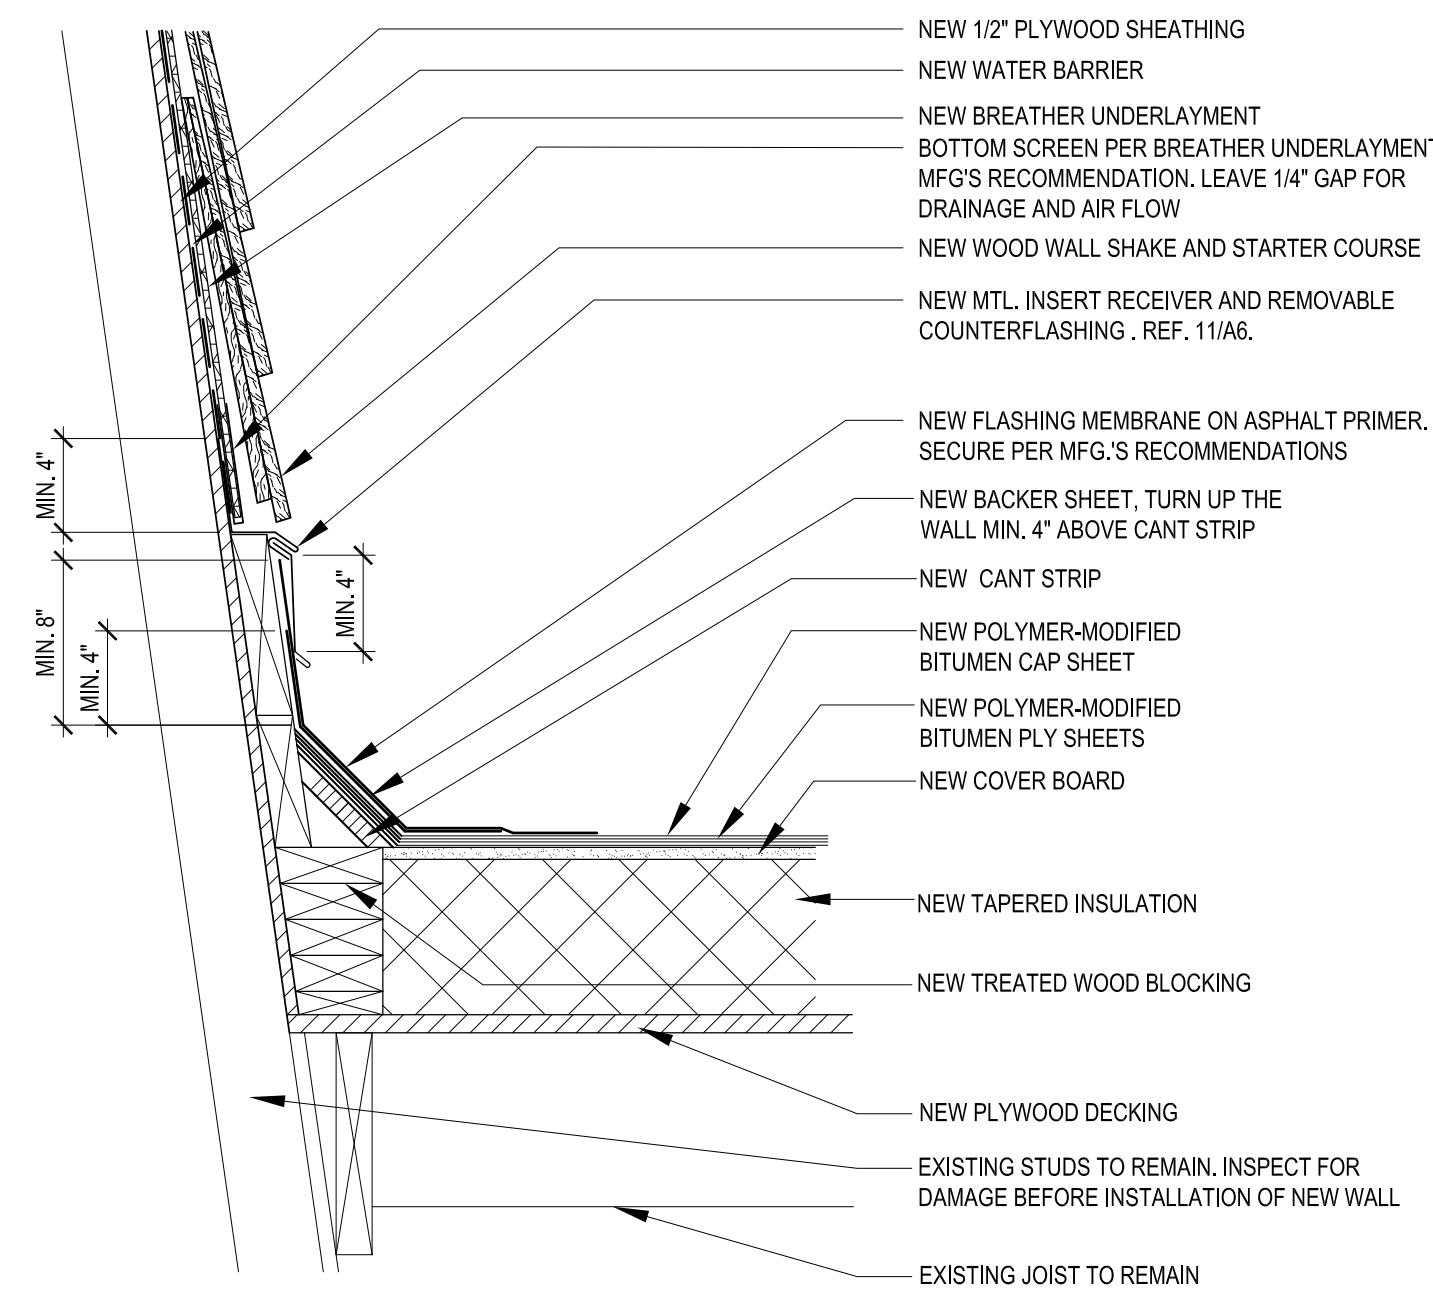 NEW 1/2" PLYWOOD SHEATHING
NEW WATER BARRIER
NEW BREATHER UNDERLAYMENT
BOTTOM SCREEN PER BREATHER UNDERLAYMENT
MFG'S RECOMMENDATION. LEAVE 1/4" GAP FOR
DRAINAGE AND AIR FLOW
NEW WOOD WALL SHAKE AND STARTER COURSE
NEW MTL. INSERT RECEIVER AND REMOVABLE
COUNTERFLASHING . REF. 11/A6.
NEW FLASHING MEMBRANE ON ASPHALT PRIMER.
SECURE PER MFG.'S RECOMMENDATIONS
NEW BACKER SHEET, TURN UP THE
WALL MIN. 4" ABOVE CANT STRIP
NEW CANT STRIP
NEW POLYMER-MODIFIED
BITUMEN CAP SHEET
NEW POLYMER-MODIFIED
BITUMEN PLY SHEETS
NEW COVER BOARD
NEW TAPERED INSULATION
NEW TREATED WOOD BLOCKING
NEW PLYWOOD DECKING
EXISTING STUDS TO REMAIN. INSPECT FOR
DAMAGE BEFORE INSTALLATION OF NEW WALL
EXISTING JOIST TO REMAIN
MIN. 4"
MIN. 8"
MIN. 4"
MIN. 4"